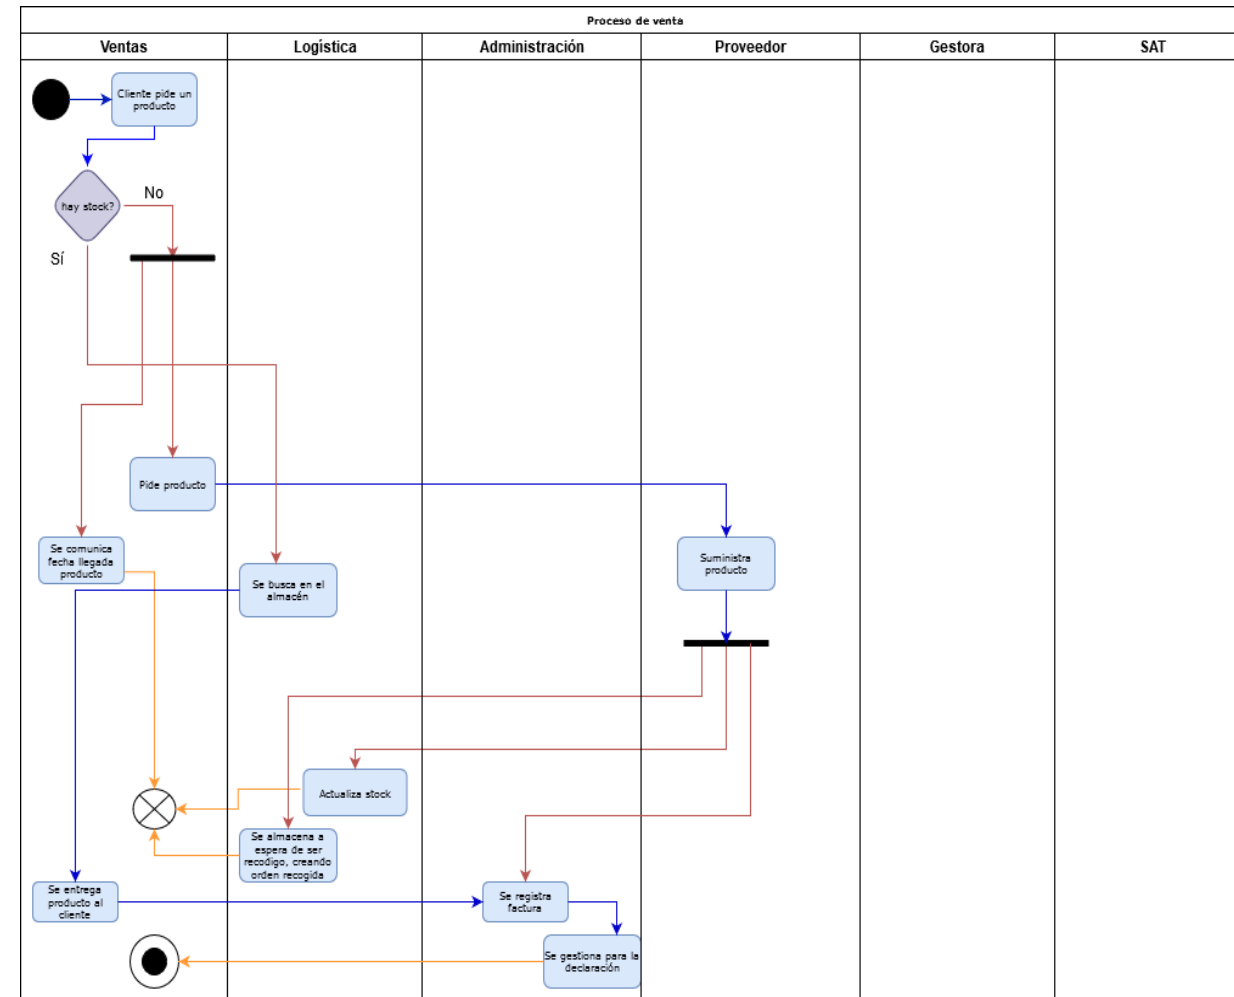 Proceso de venta
Ventas
Logística
Administración
Proveedor
Gestora
SAT
Cliente pide un
producto
hay stock?
No
Sí
Pide producto
Se comunica
fecha llegada
producto
Se busca en el
almacén
Suministra
producto
Actualiza stock
Se almacena a
espera de ser
recodigo, creando
orden recogida
Se entrega
producto al
cliente
Se registra
factura
Se gestiona para la
declaración